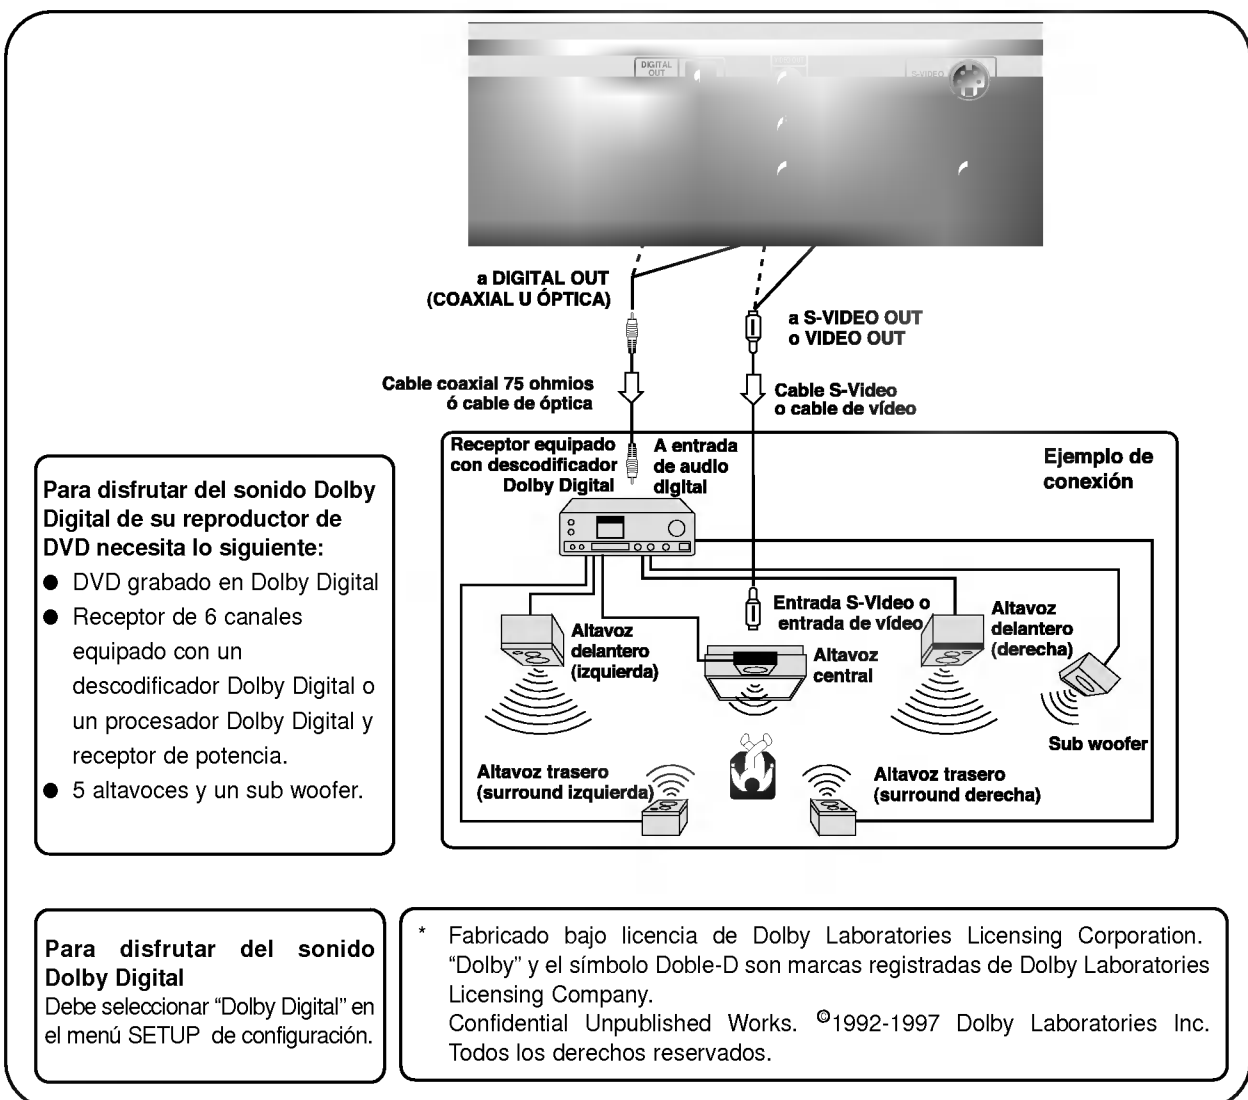 DIGITAL
OUT
S-VIDEO
a DIGITAL OUT
(COAXIAL U ÓPTICA)
a S-VIDEO OUT
o VIDEO OUT
Cable coaxial 75 ohmios
ó cable de óptica
Cable S-Video
o cable de vídeo
Receptor equipado
con descodificador
Dolby Digital
A entrada
de audio
digital
Ejemplo de
conexión
Entrada S-Video o
entrada de vídeo
Altavoz
delantero
(izquierda)
Altavoz
central
Altavoz
delantero
(derecha)
Sub woofer
Altavoz trasero
(surround izquierda)
Altavoz trasero
(surround derecha)
Para disfrutar del sonido Dolby
Digital de su reproductor de
DVD necesita lo siguiente:
● DVD grabado en Dolby Digital
● Receptor de 6 canales
equipado con un
descodificador Dolby Digital o
un procesador Dolby Digital y
receptor de potencia.
● 5 altavoces y un sub woofer.
Para disfrutar del sonido
Dolby Digital
Debe seleccionar “Dolby Digital” en
el menú SETUP de configuración.
* Fabricado bajo licencia de Dolby Laboratories Licensing Corporation.
“Dolby” y el símbolo Doble-D son marcas registradas de Dolby Laboratories
Licensing Company.
Confidential Unpublished Works. ©1992-1997 Dolby Laboratories Inc.
Todos los derechos reservados.